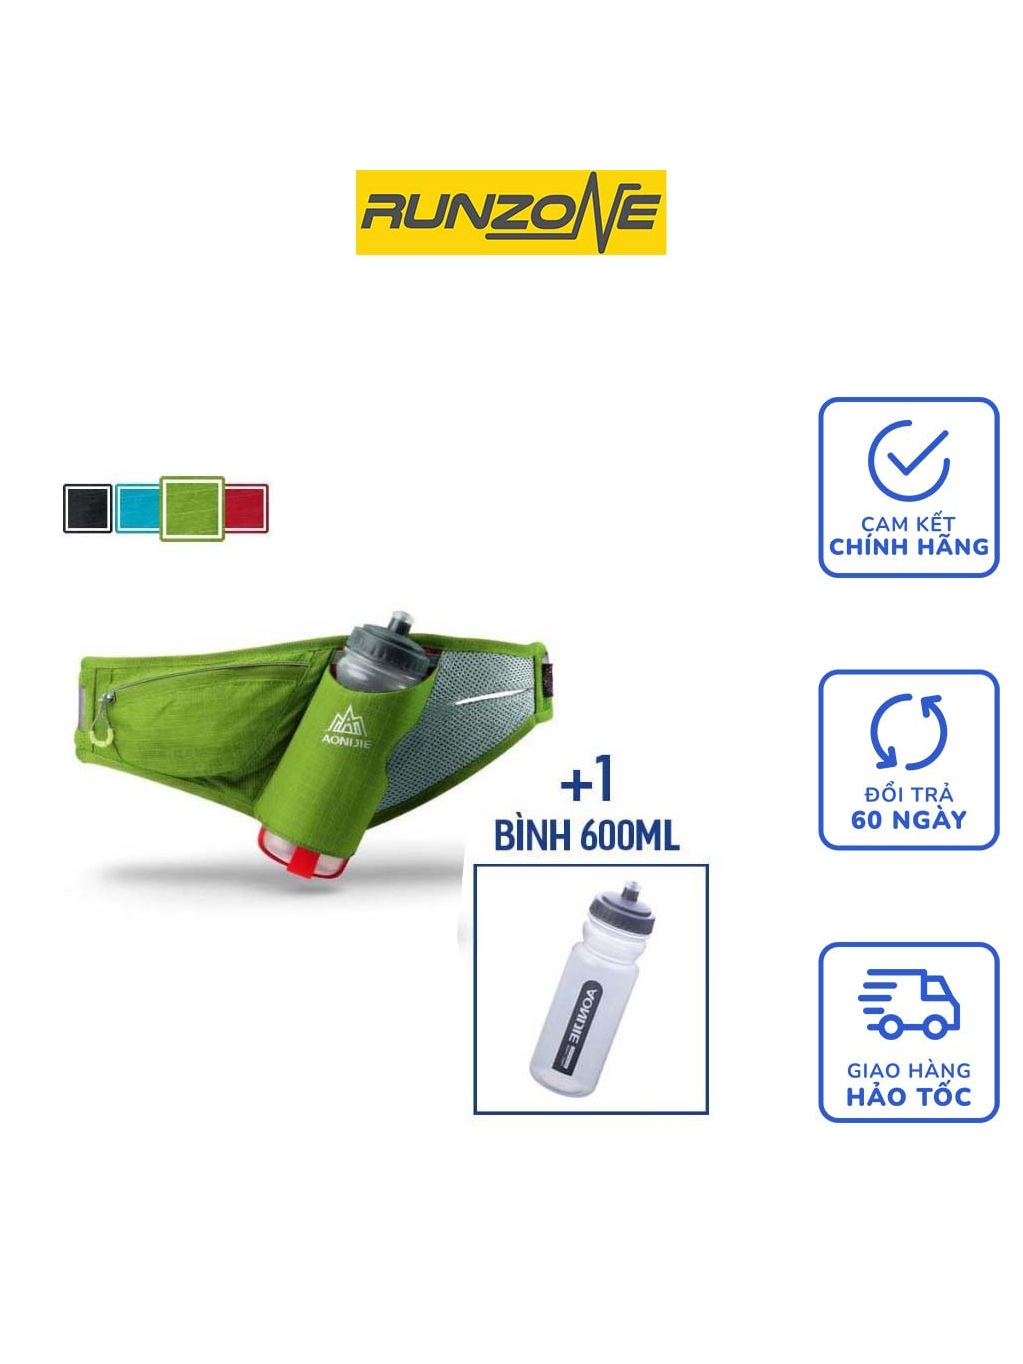 RUNZONE
CAM KẾT
CHÍNH HÃNG
AONIJIE
+1
BÌNH 600ML
ĐỔI TRẢ
60 NGÀY
AONIJIE
GIAO HÀNG
HẢO TỐC